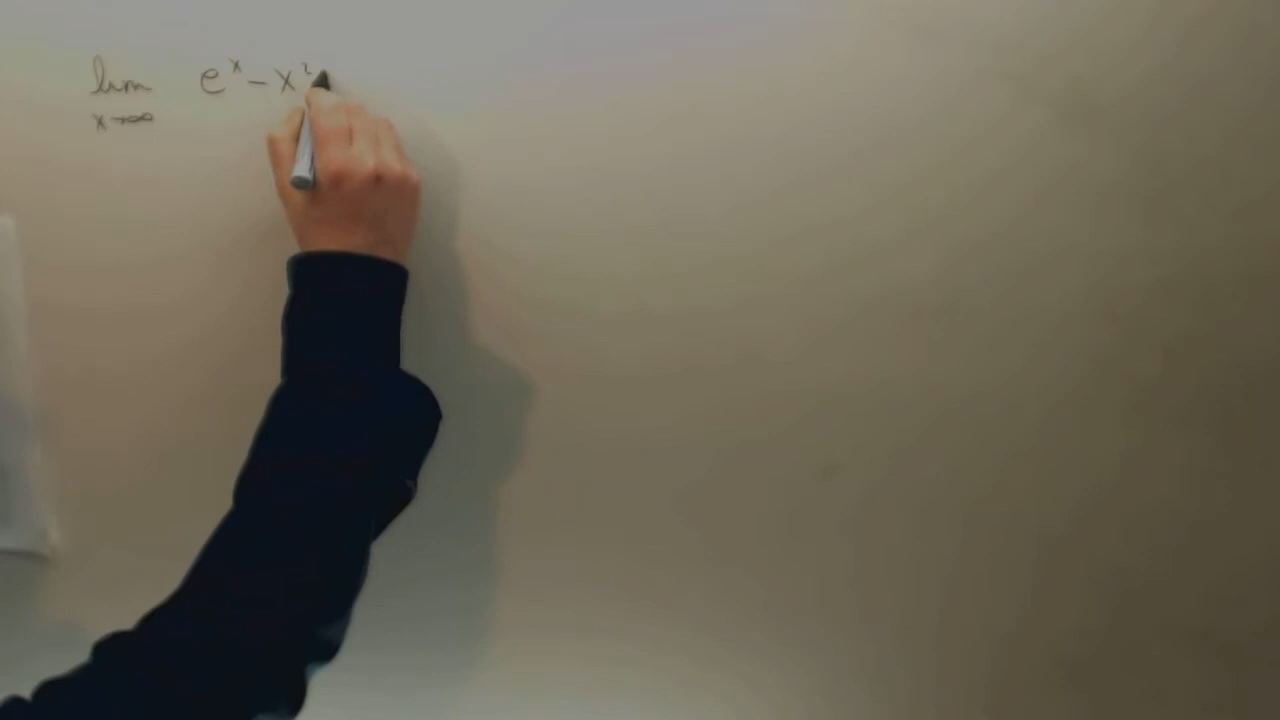 lim e^x - x^2
x→∞